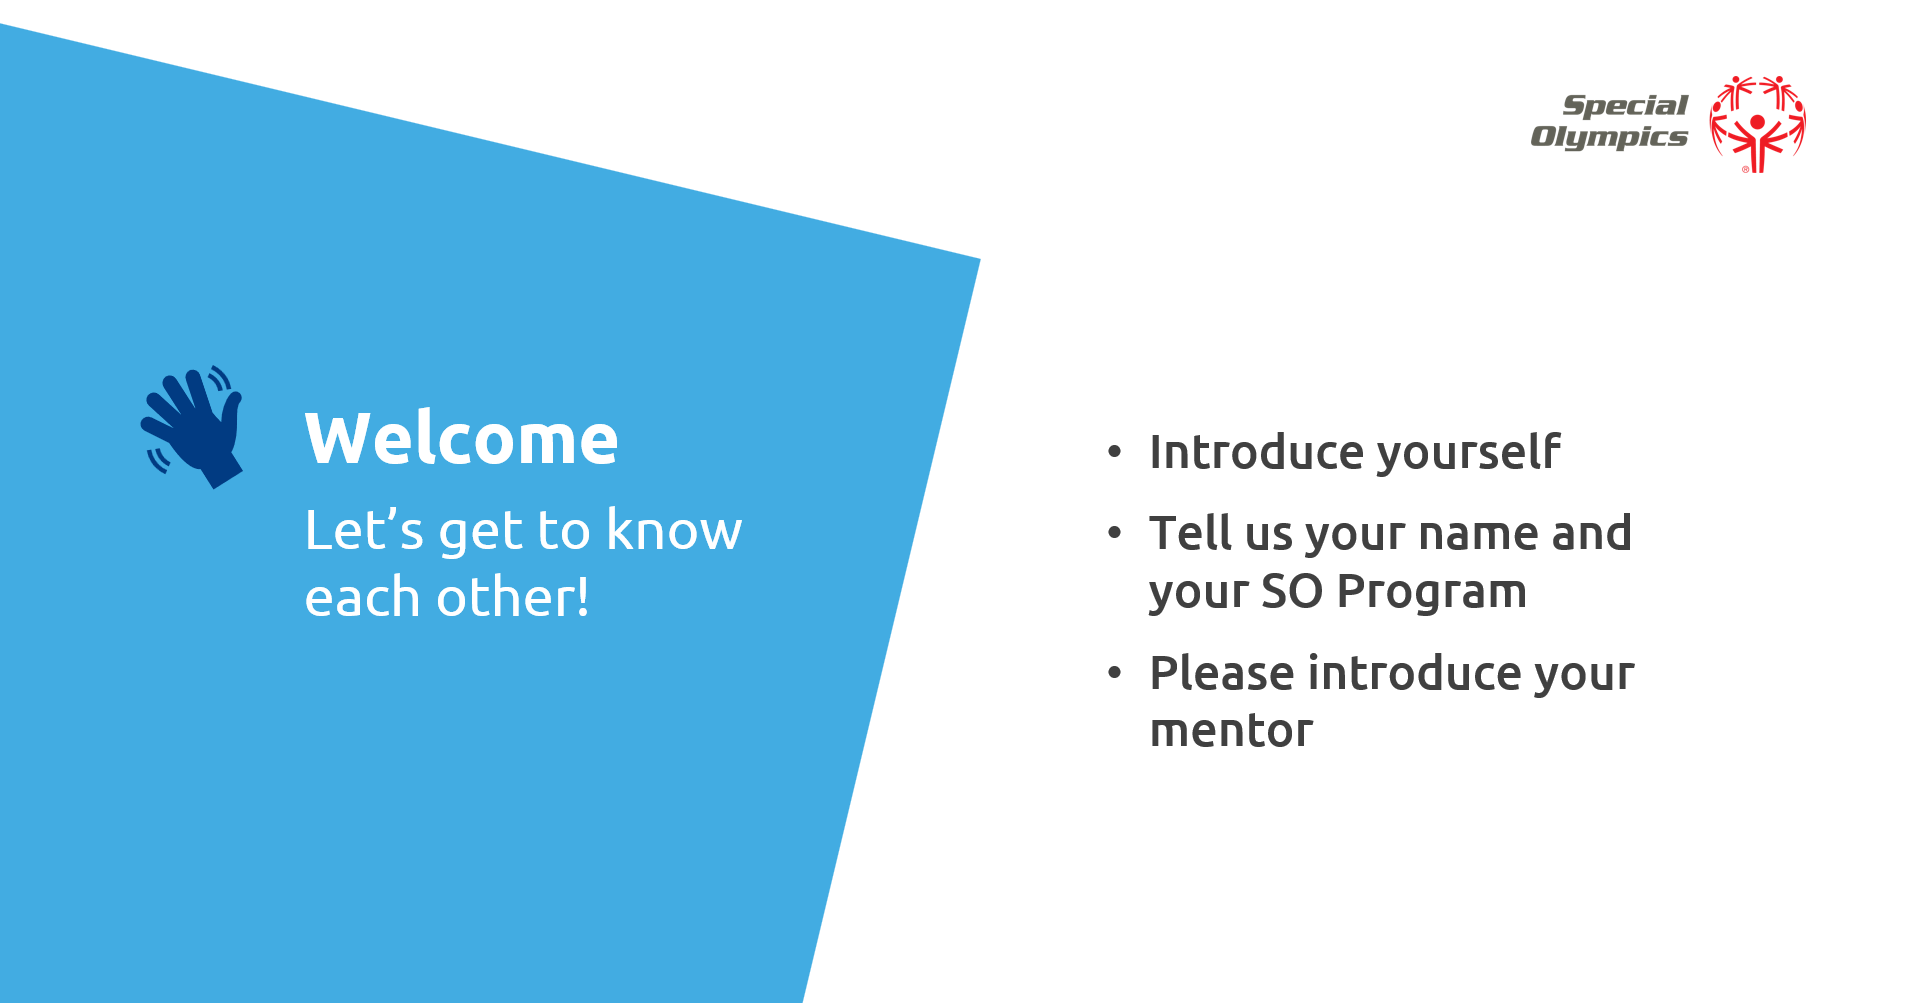 Special
Olympics
®
Welcome
Let’s get to know
each other!
• Introduce yourself
• Tell us your name and
your SO Program
• Please introduce your
mentor